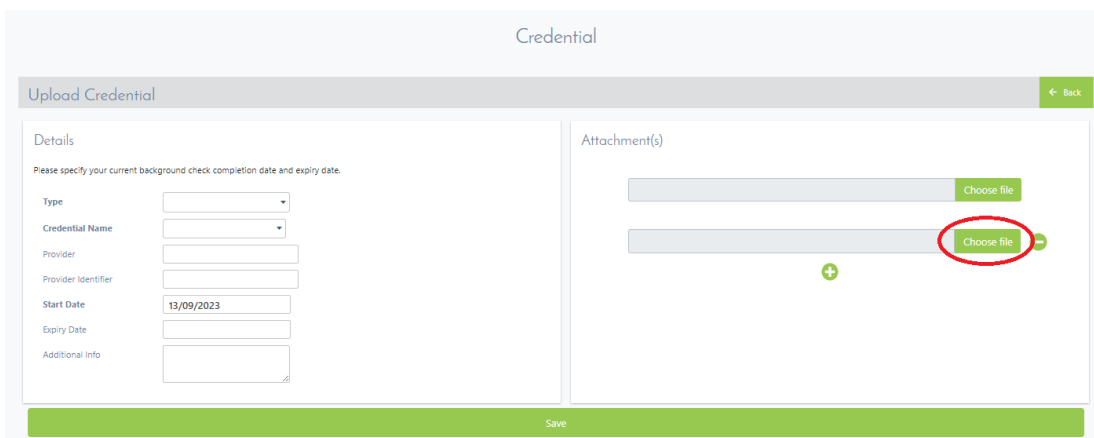 Credential
Upload Credential
← Back
Details
Please specify your current background check completion date and expiry date.
Type
Credential Name
Provider
Provider Identifier
Start Date 13/09/2023
Expiry Date
Additional Info
Attachment(s)
Choose file
Choose file
Save